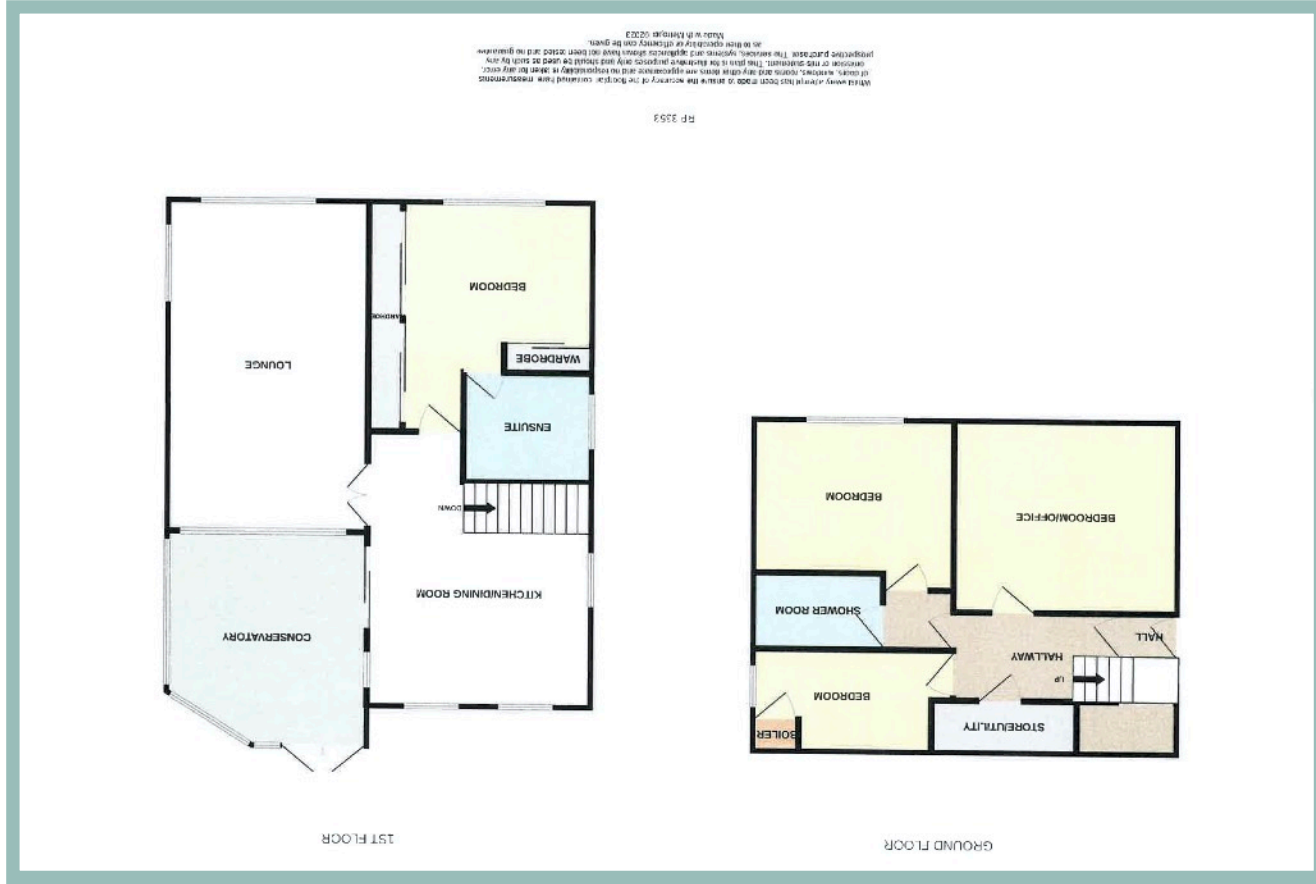 GROUND FLOOR
STORE/UTILITY
BOILER
BEDROOM
UP
HALL
HALLWAY
SHOWER ROOM
BEDROOM/OFFICE
BEDROOM
1ST FLOOR
CONSERVATORY
KITCHEN/DINING ROOM
DOWN
ENSUITE
LOUNGE
WARDROBE
BEDROOM
RP 3353
Whilst every attempt has been made to ensure the accuracy of the floorplan contained here, measurements
of doors, windows, rooms and any other items are approximate and no responsibility is taken for any error,
omission or mis-statement. This plan is for illustrative purposes only and should be used as such by any
prospective purchaser. The services, systems and appliances shown have not been tested and no guarantee
as to their operability or efficiency can be given.
Made with Metropix ©2023